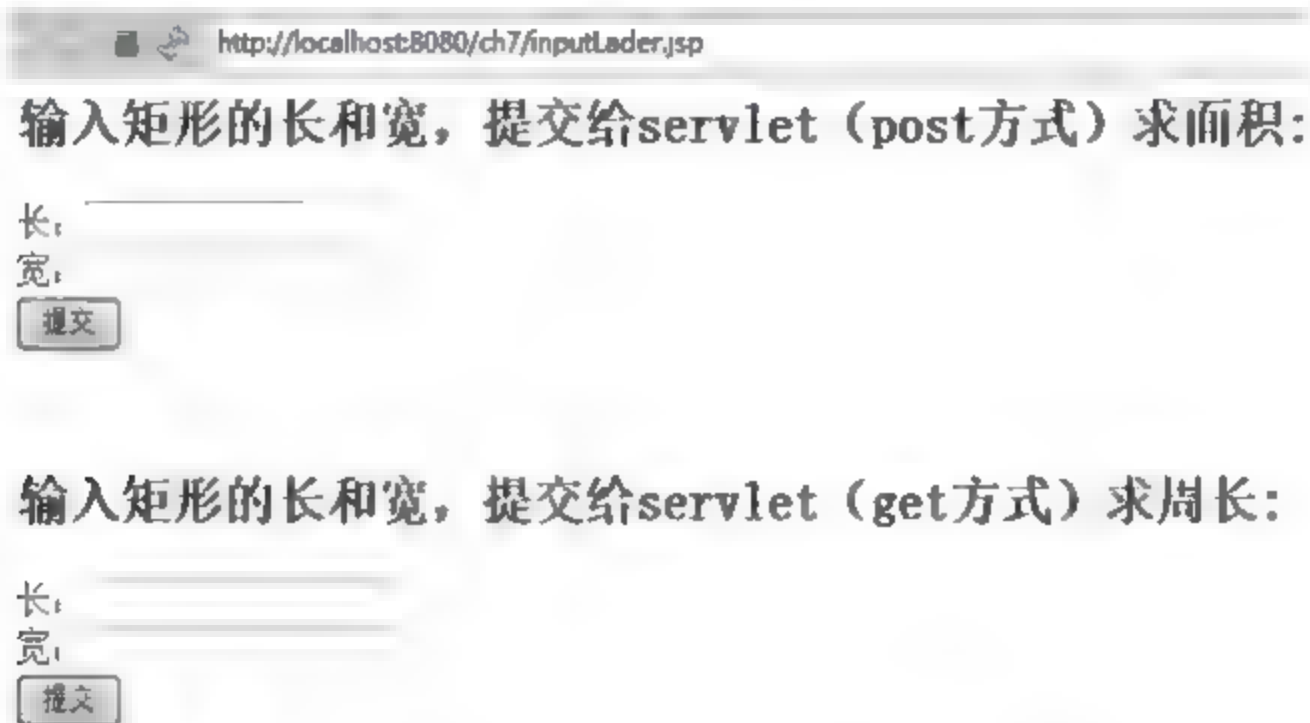 http://localhost:8080/ch7/inputLader.jsp
输入矩形的长和宽，提交给servlet（post方式）求面积：
长：
宽：
提交
输入矩形的长和宽，提交给servlet（get方式）求周长：
长：
宽：
提交